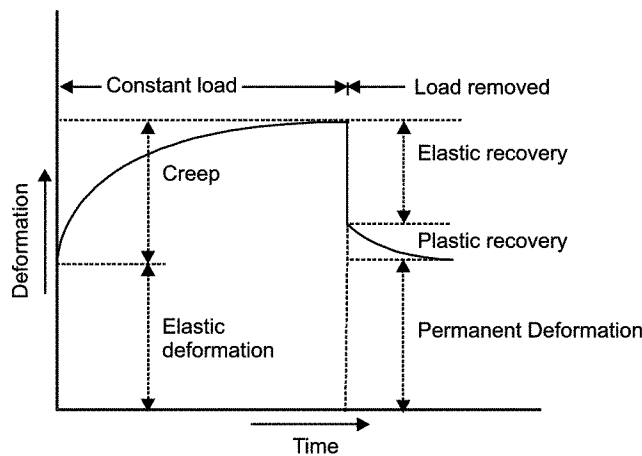 Constant load
Load removed
Elastic recovery
Creep
Plastic recovery
Deformation
Elastic
deformation
Permanent Deformation
Time